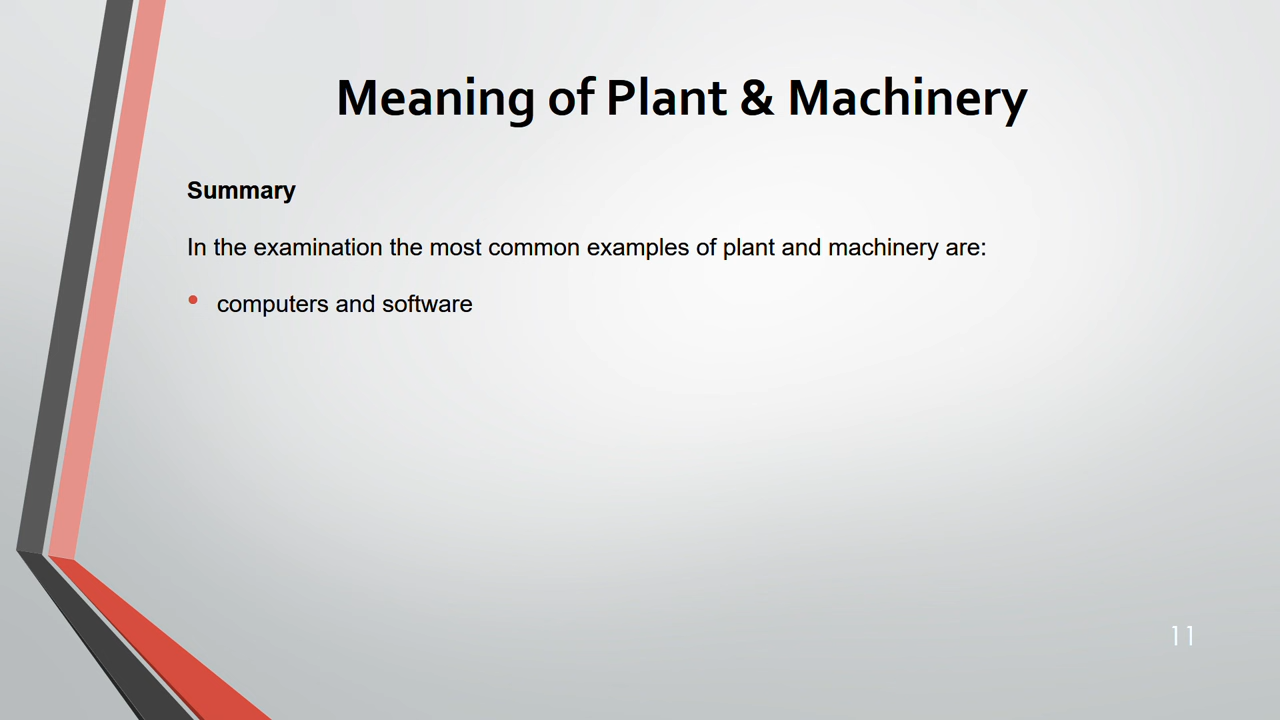 Meaning of Plant & Machinery
Summary
In the examination the most common examples of plant and machinery are:
• computers and software
11